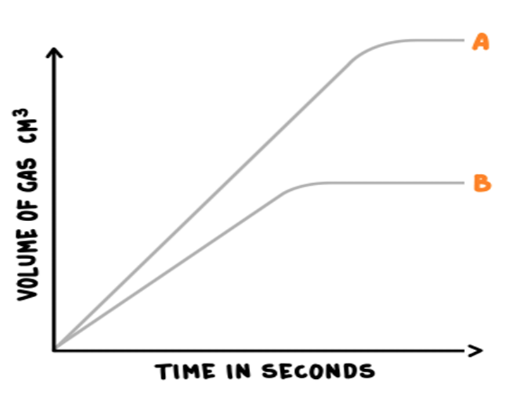 A
B
VOLUME OF GAS CM³
TIME IN SECONDS